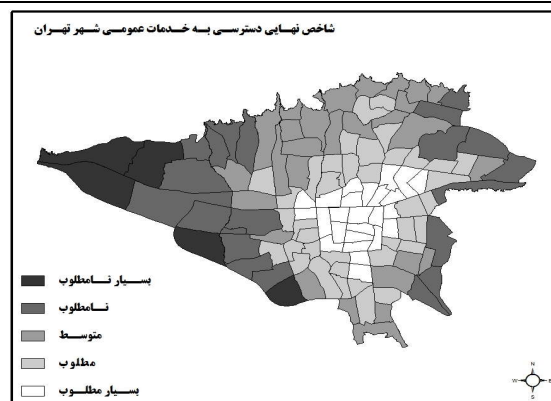 شاخص نهایی دسترسی به خدمات عمومی شهر تهران
بسیار نامطلوب
نامطلوب
متوسط
مطلوب
بسیار مطلوب
N
W E
S